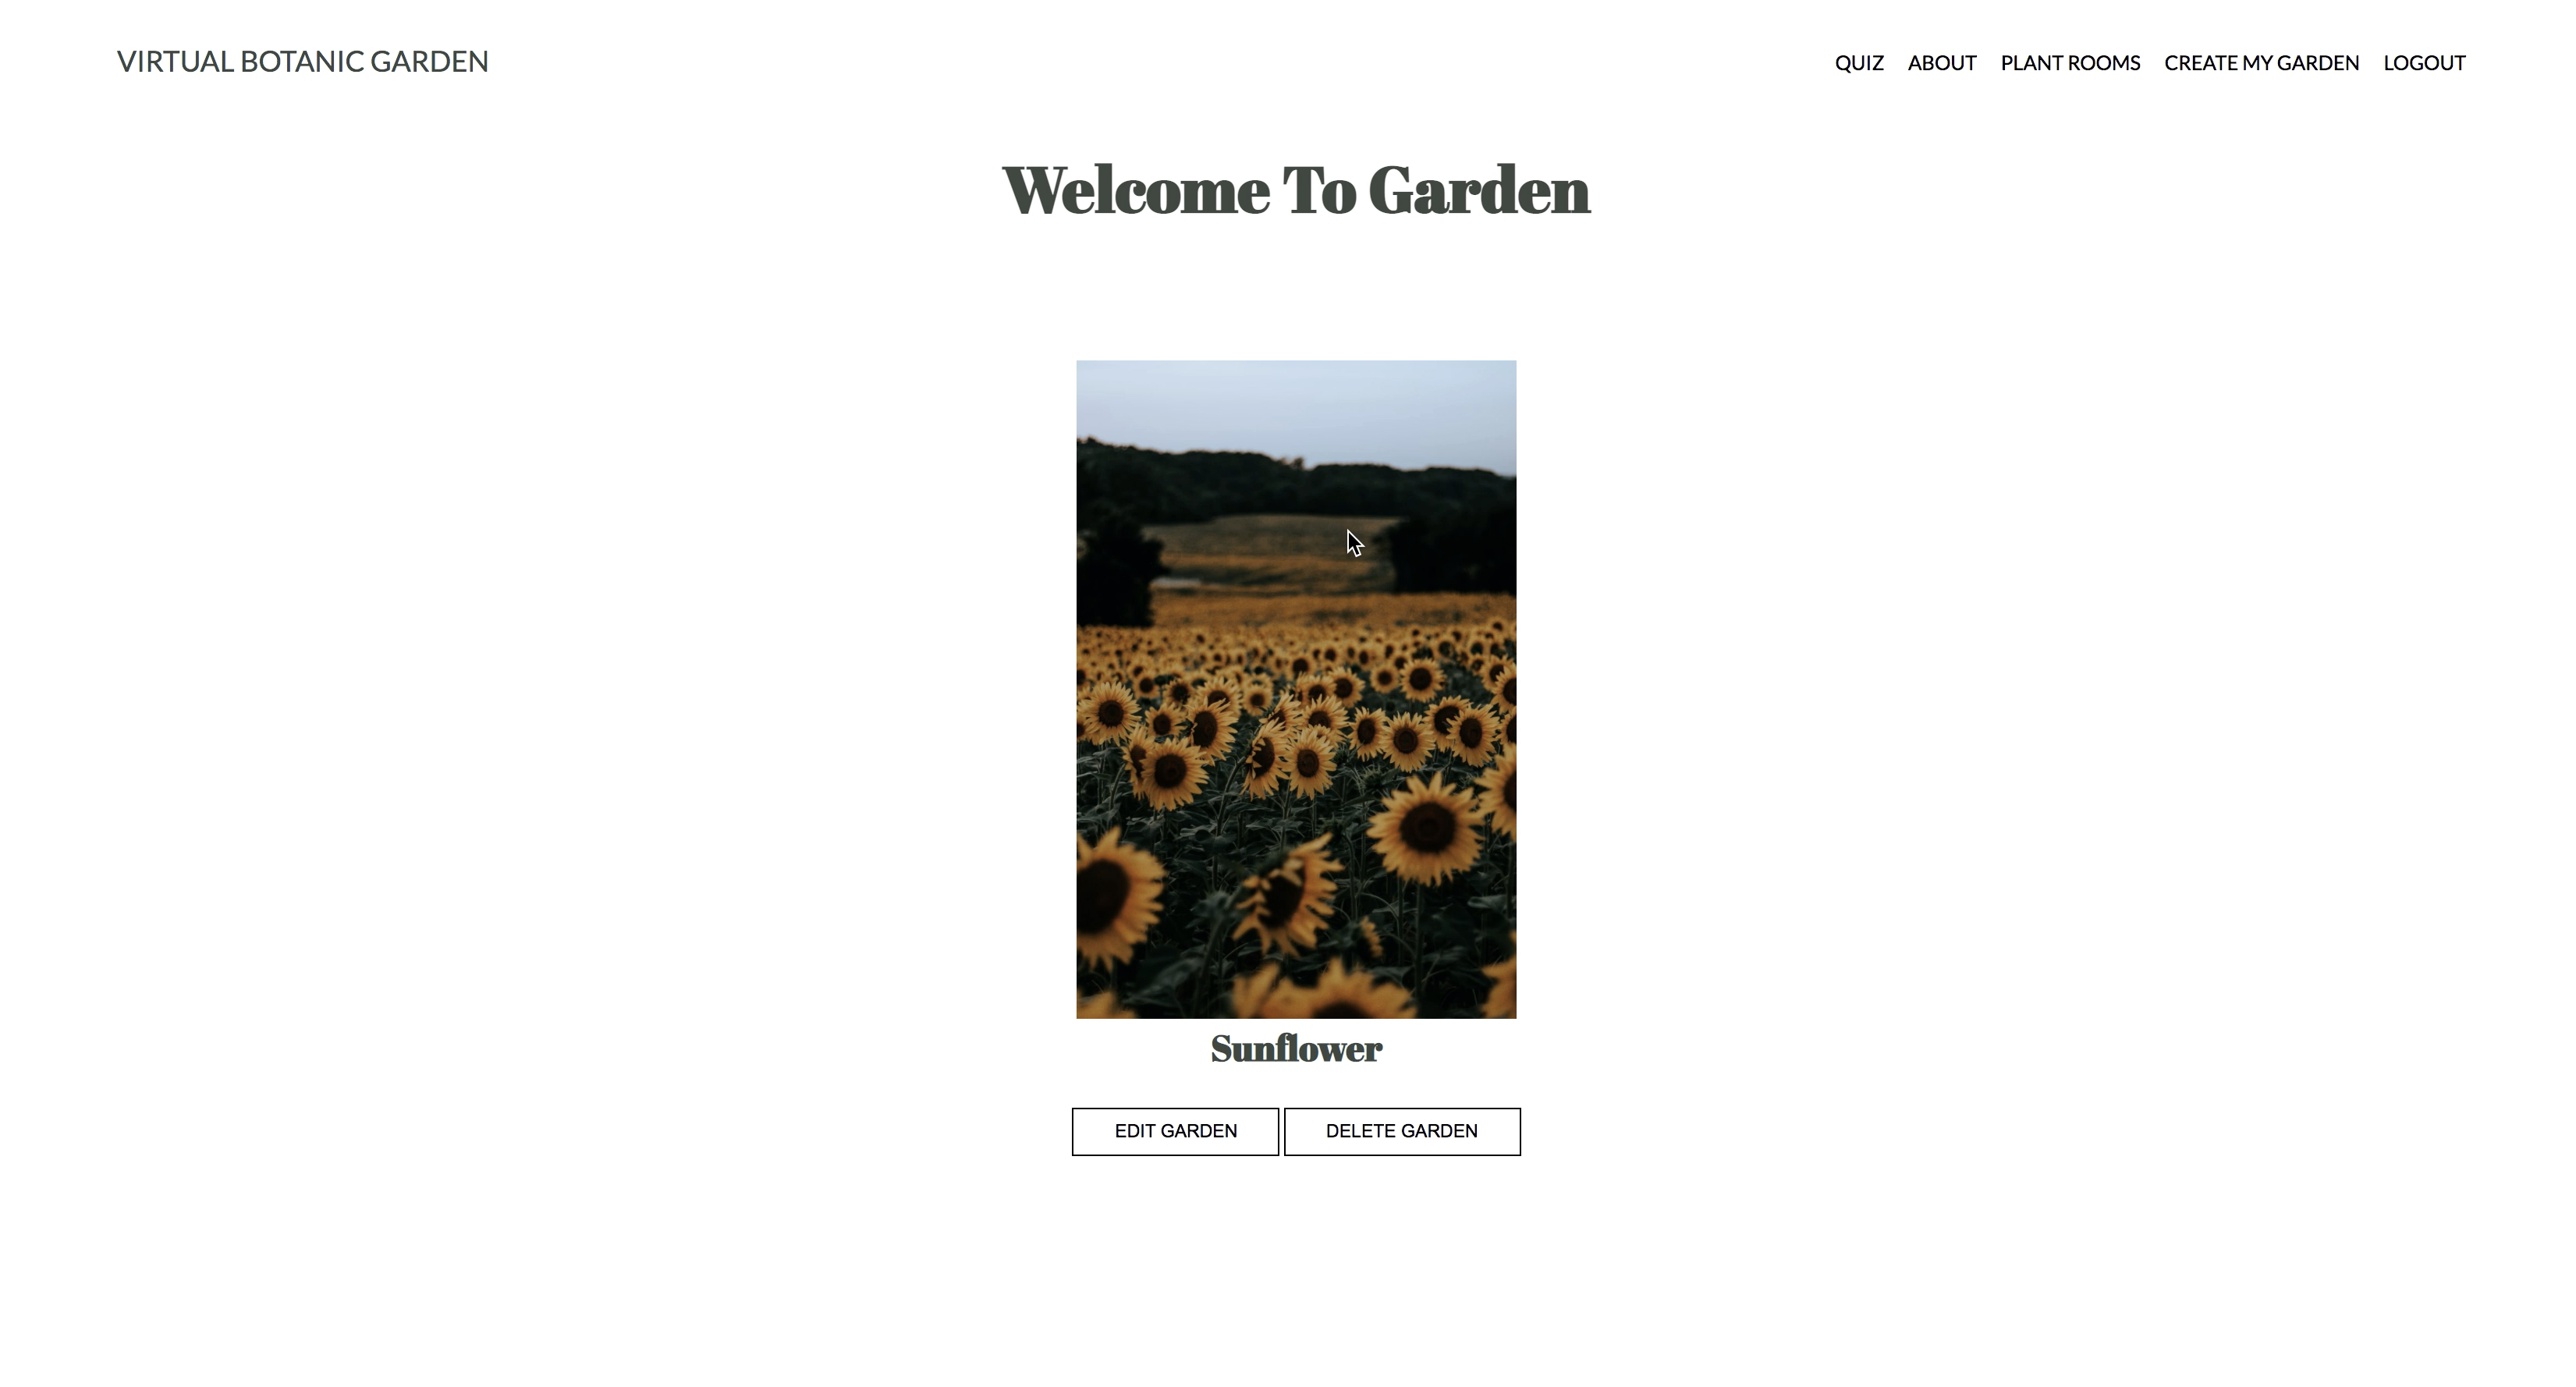 VIRTUAL BOTANIC GARDEN
QUIZ ABOUT PLANT ROOMS CREATE MY GARDEN LOGOUT
Welcome To Garden
Sunflower
EDIT GARDEN DELETE GARDEN